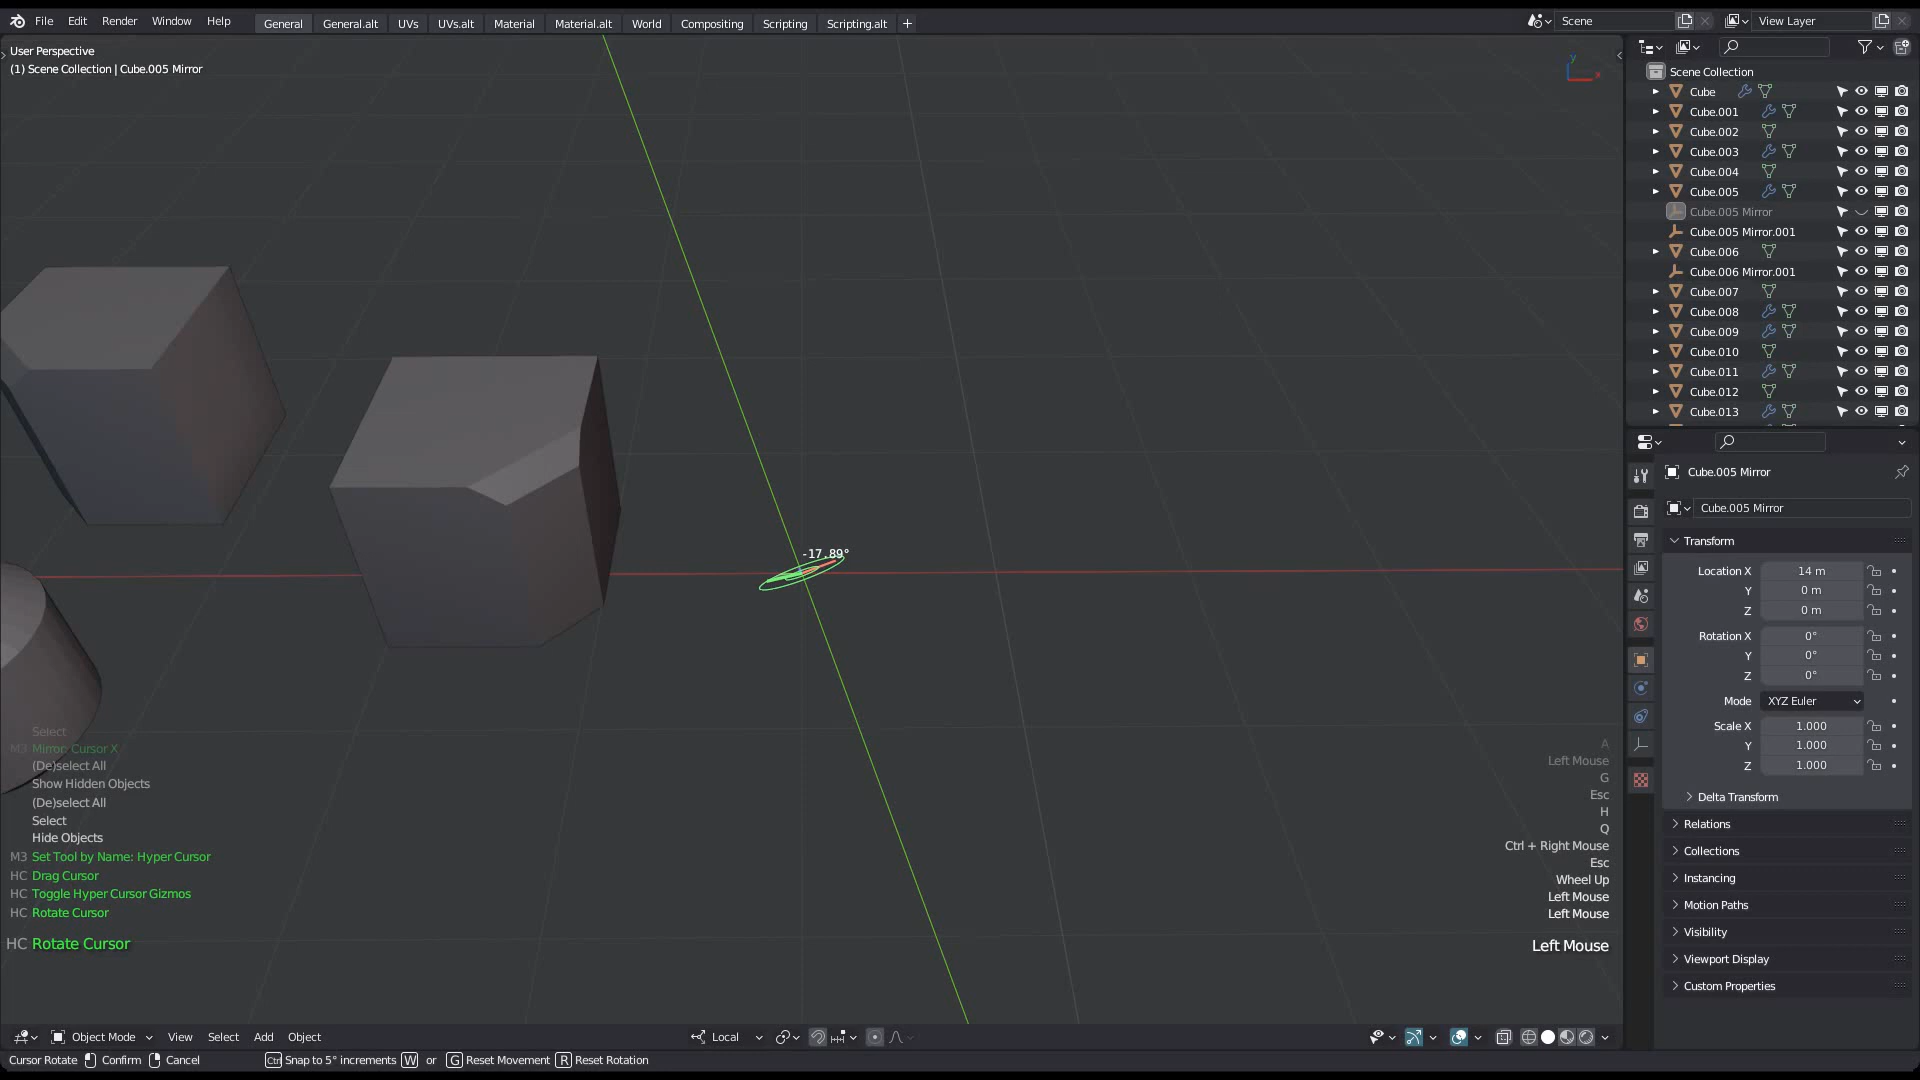 File Edit Render Window Help General General.alt UVs UVs.alt Material Material.alt World Compositing Scripting Scripting.alt + Scene View Layer
User Perspective
(1) Scene Collection | Cube.005 Mirror
y
x
Scene Collection
Cube
Cube.001
Cube.002
Cube.003
Cube.004
Cube.005
Cube.005 Mirror
Cube.005 Mirror.001
Cube.006
Cube.006 Mirror.001
Cube.007
Cube.008
Cube.009
Cube.010
Cube.011
Cube.012
Cube.013
Cube.005 Mirror
Cube.005 Mirror
Transform
Location X 14 m
Y 0 m
Z 0 m
Rotation X 0°
Y 0°
Z 0°
Mode XYZ Euler
Scale X 1.000
Y 1.000
Z 1.000
Delta Transform
Relations
Collections
Instancing
Motion Paths
Visibility
Viewport Display
Custom Properties
-17.89°
Select
M3 Mirror: Cursor X
(De)select All
Show Hidden Objects
(De)select All
Select
Hide Objects
M3 Set Tool by Name: Hyper Cursor
HC Drag Cursor
HC Toggle Hyper Cursor Gizmos
HC Rotate Cursor
HC Rotate Cursor
A
Left Mouse
G
Esc
H
Q
Ctrl + Right Mouse
Esc
Wheel Up
Left Mouse
Left Mouse
Left Mouse
Object Mode View Select Add Object Local
Cursor Rotate Confirm Cancel Ctrl Snap to 5° increments W or G Reset Movement R Reset Rotation